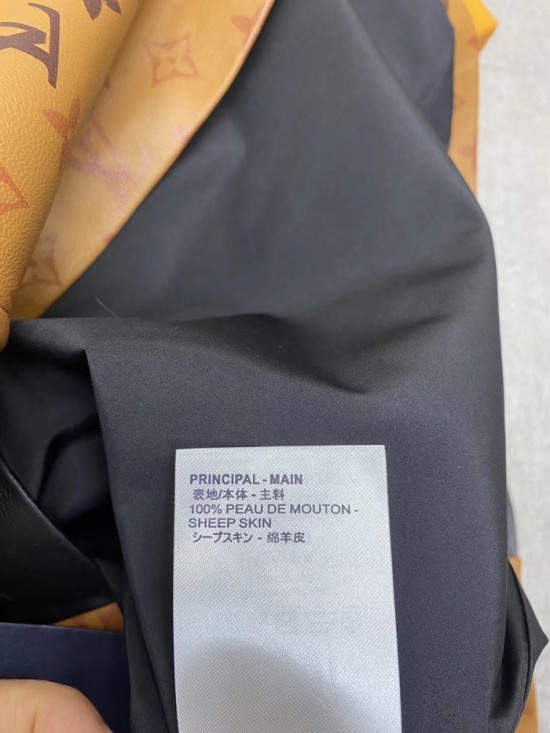 PRINCIPAL - MAIN
表地/本体 - 主料
100% PEAU DE MOUTON -
SHEEP SKIN
シープスキン - 绵羊皮